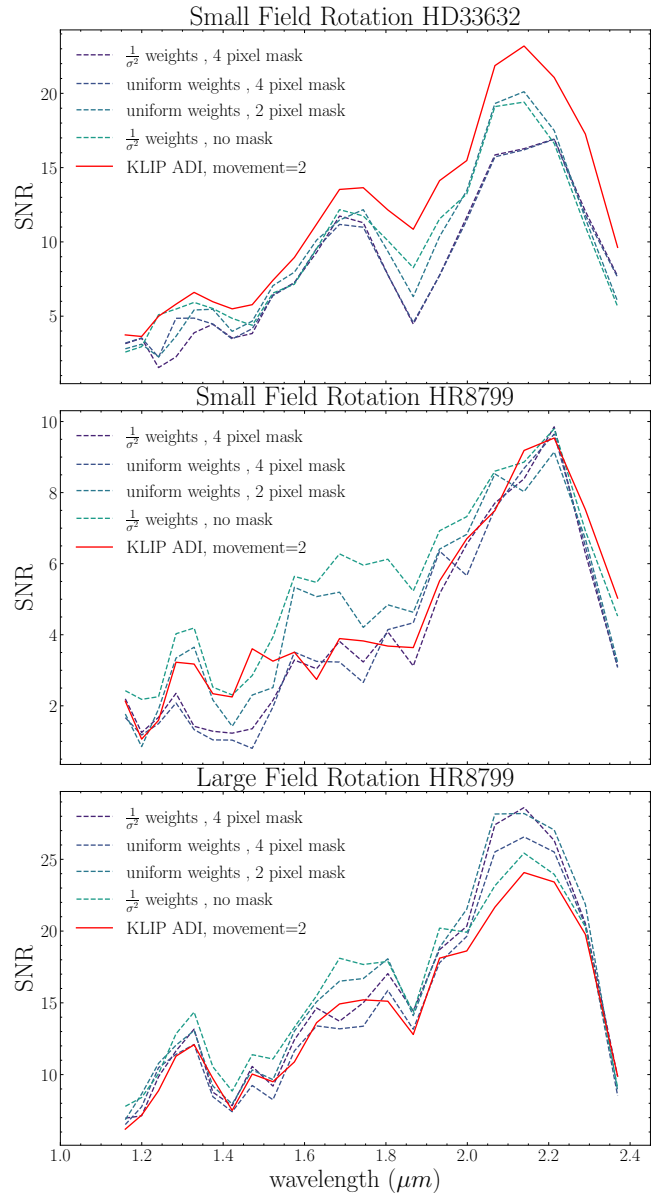 Small Field Rotation HD33632
1/σ² weights , 4 pixel mask
uniform weights , 4 pixel mask
uniform weights , 2 pixel mask
1/σ² weights , no mask
KLIP ADI, movement=2
SNR
20
15
10
5
Small Field Rotation HR8799
1/σ² weights , 4 pixel mask
uniform weights , 4 pixel mask
uniform weights , 2 pixel mask
1/σ² weights , no mask
KLIP ADI, movement=2
SNR
10
8
6
4
2
Large Field Rotation HR8799
1/σ² weights , 4 pixel mask
uniform weights , 4 pixel mask
uniform weights , 2 pixel mask
1/σ² weights , no mask
KLIP ADI, movement=2
SNR
25
20
15
10
1.0 1.2 1.4 1.6 1.8 2.0 2.2 2.4
wavelength (μm)